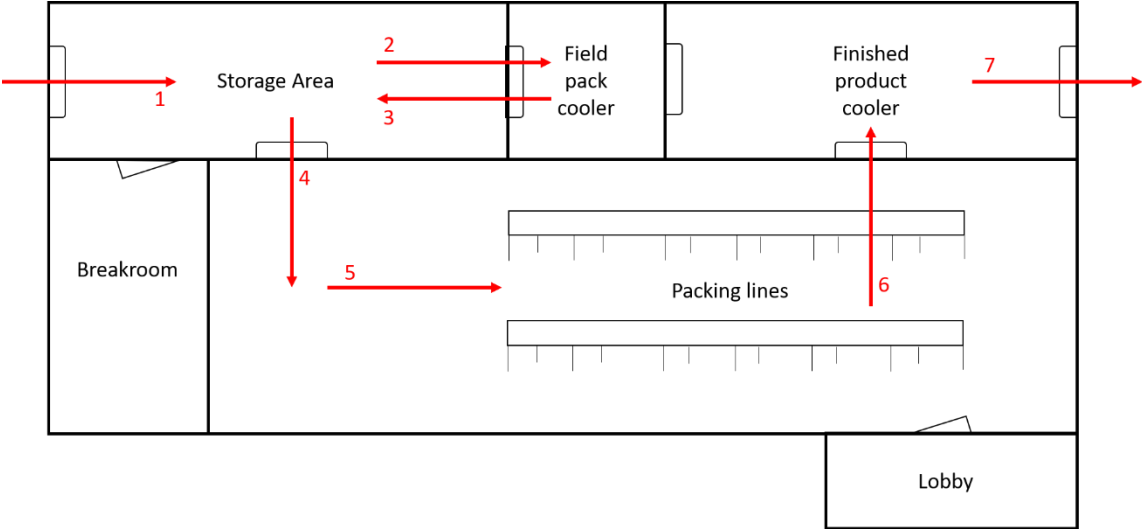 2
Field
pack
cooler
Finished
product
cooler
7
Storage Area
1
3
4
5
6
Breakroom
Packing lines
Lobby